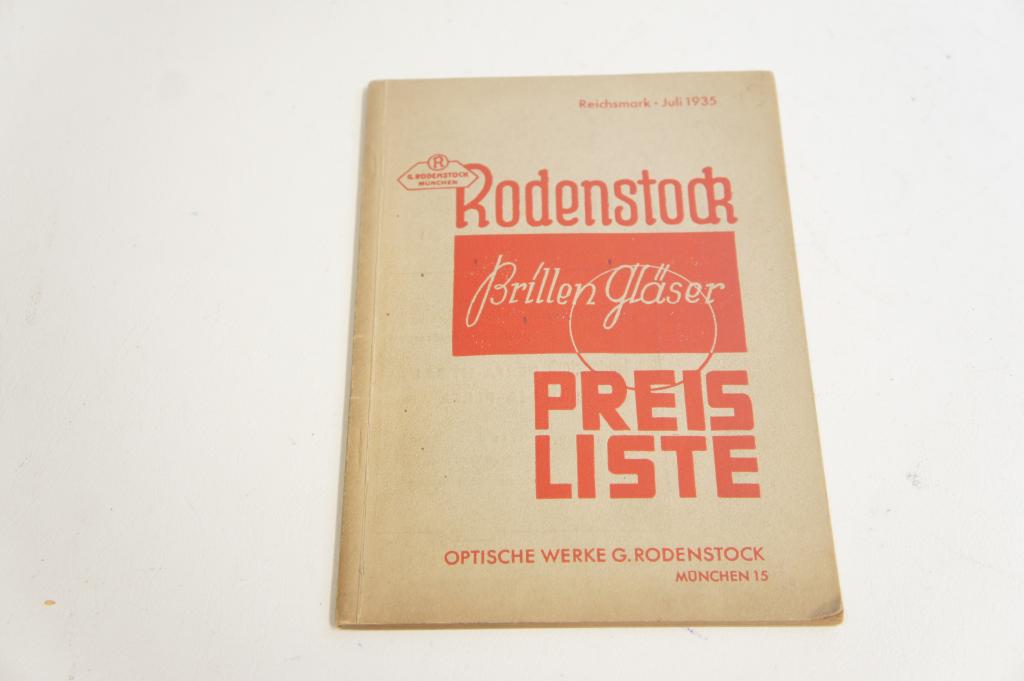 Reichsmark • Juli 1935
R
G. RODENSTOCK
MÜNCHEN
Rodenstock
Brillen Gläser
PREIS
LISTE
OPTISCHE WERKE G. RODENSTOCK
MÜNCHEN 15